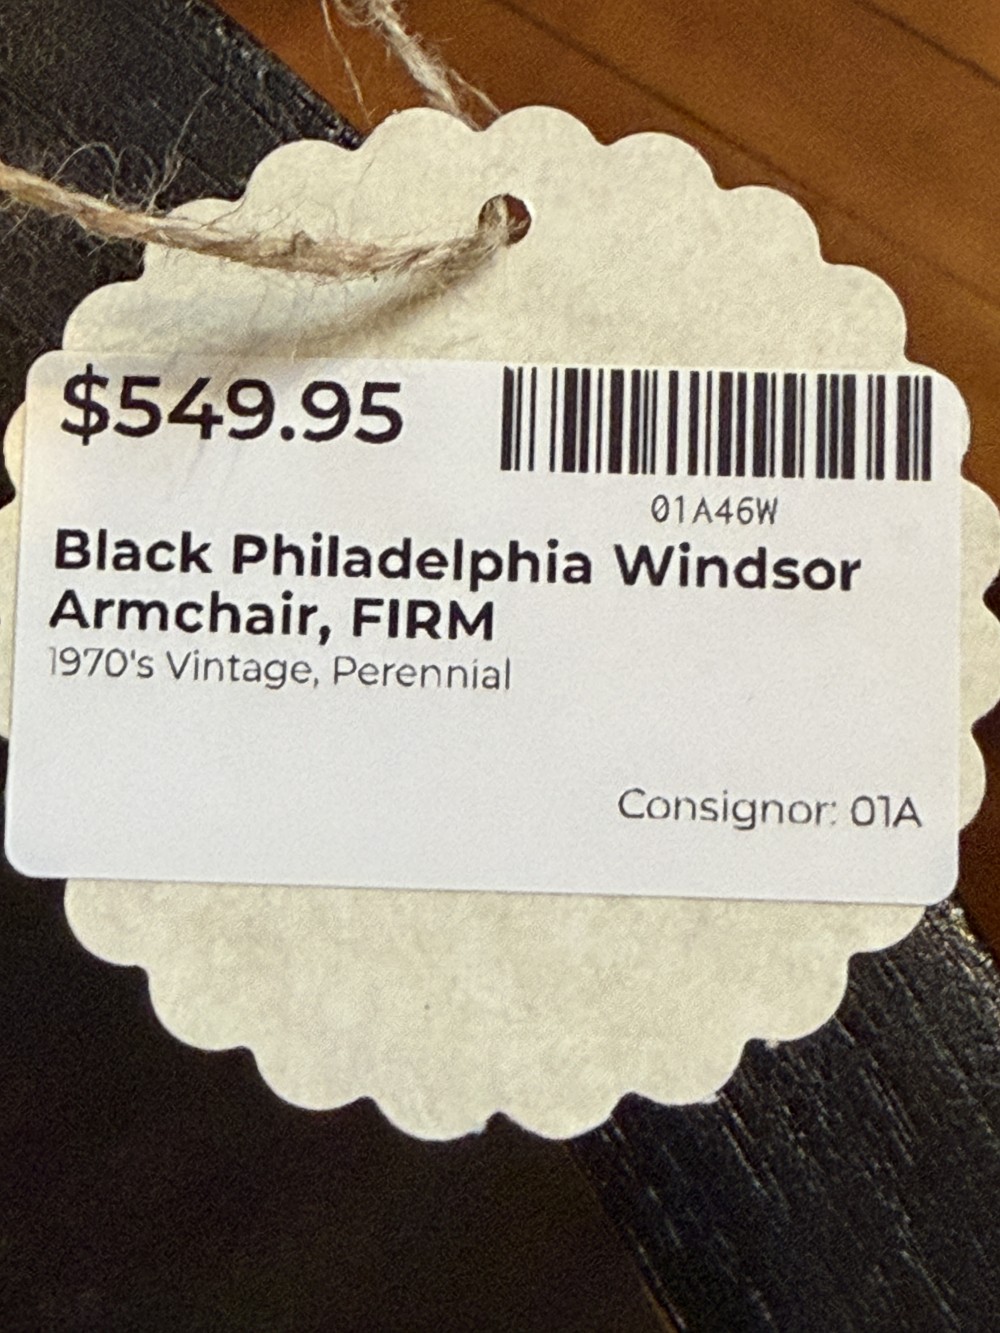 $549.95
01A46W
Black Philadelphia Windsor
Armchair, FIRM
1970's Vintage, Perennial
Consignor: 01A